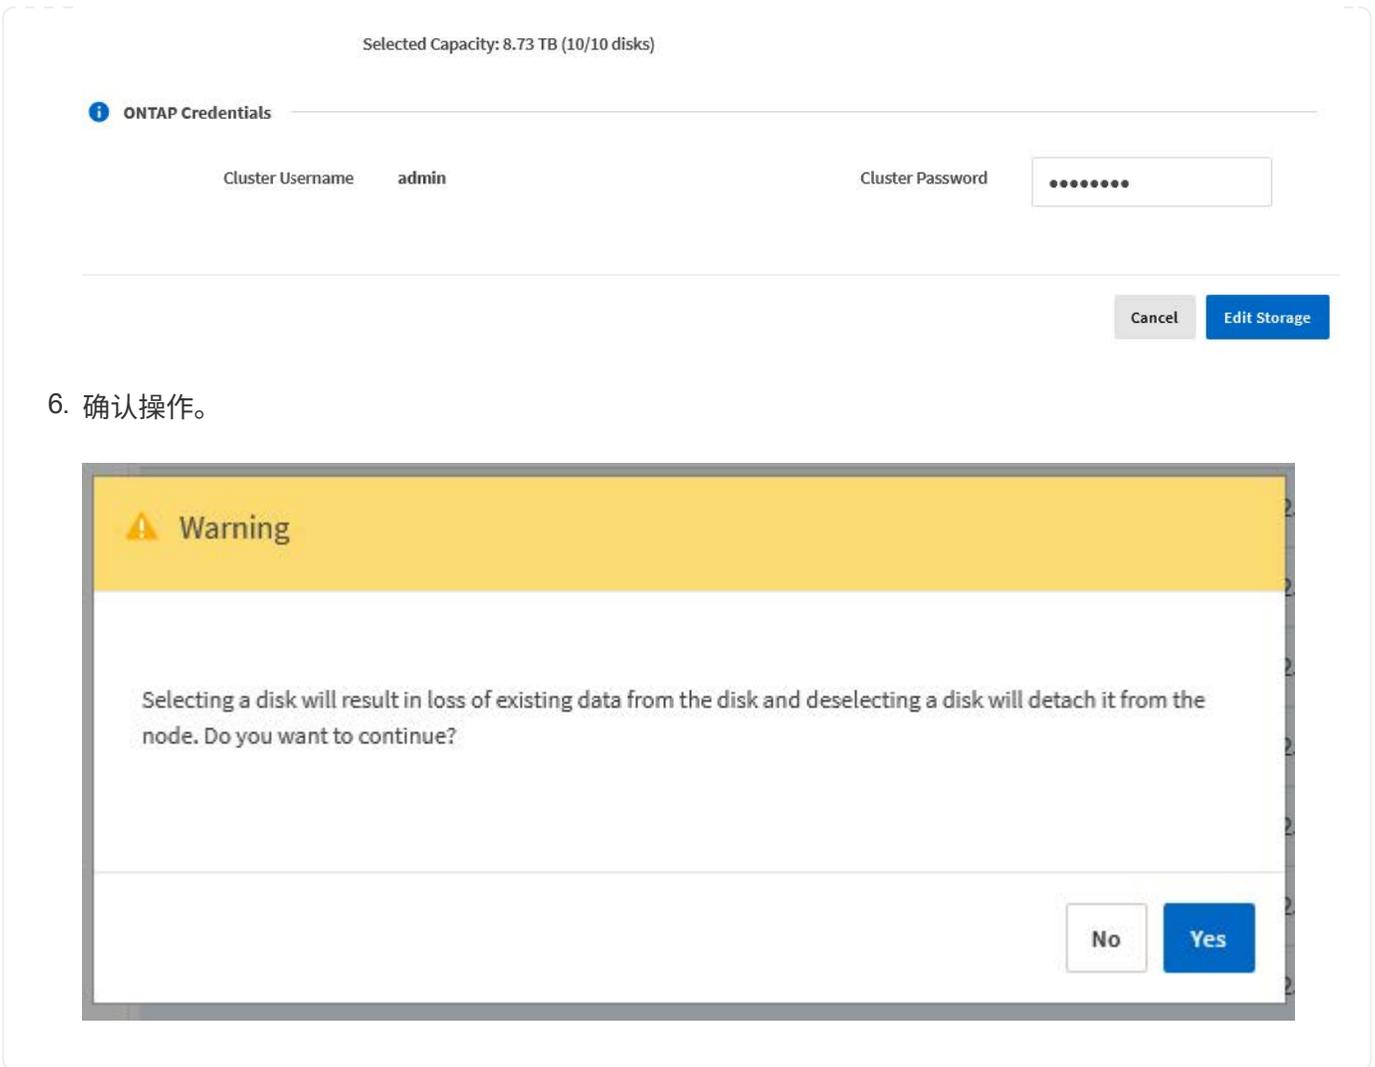 Selected Capacity: 8.73 TB (10/10 disks)
ONTAP Credentials
Cluster Username admin Cluster Password ••••••••
Cancel Edit Storage
6. 确认操作。
Warning
Selecting a disk will result in loss of existing data from the disk and deselecting a disk will detach it from the
node. Do you want to continue?
No Yes